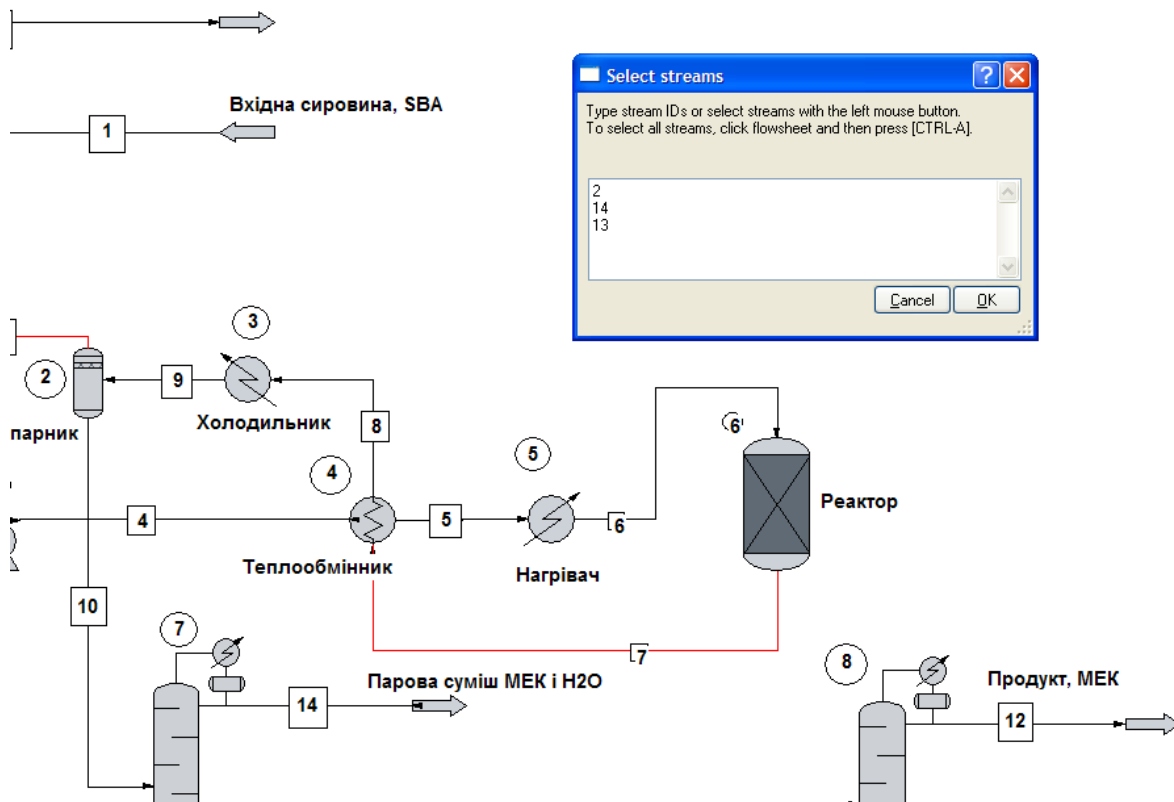 Select streams
Type stream IDs or select streams with the left mouse button.
To select all streams, click flowsheet and then press [CTRL-A].
2
14
13
Cancel
OK
Вхідна сировина, SBA
1
3
2
9
Холодильник
8
парник
6
5
4
Реактор
4
5
6
Теплообмінник
Нагрівач
10
7
7
8
Парова суміш МЕК і H2O
Продукт, МЕК
14
12